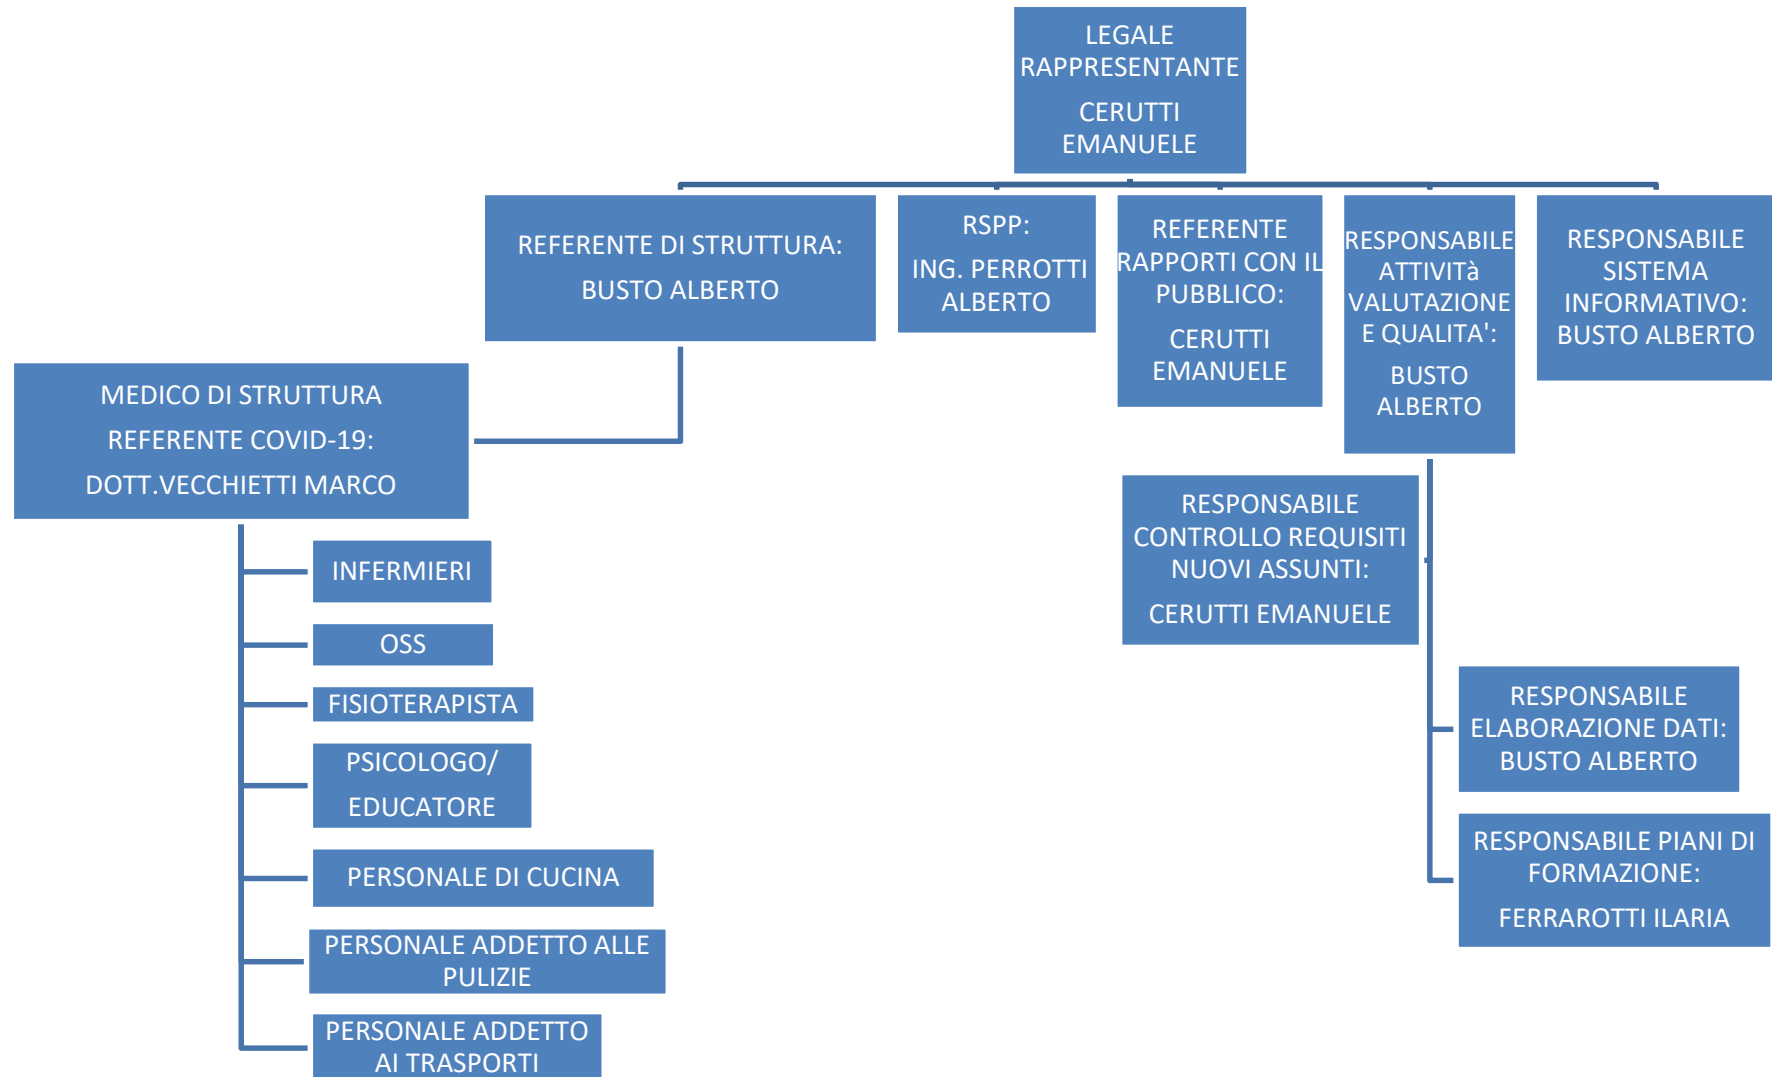 LEGALE
RAPPRESENTANTE
CERUTTI
EMANUELE
REFERENTE DI STRUTTURA:
BUSTO ALBERTO
RSPP:
ING. PERROTTI
ALBERTO
REFERENTE
RAPPORTI CON IL
PUBBLICO:
CERUTTI
EMANUELE
RESPONSABILE
ATTIVITà
VALUTAZIONE
E QUALITA':
BUSTO
ALBERTO
RESPONSABILE
SISTEMA
INFORMATIVO:
BUSTO ALBERTO
MEDICO DI STRUTTURA
REFERENTE COVID-19:
DOTT.VECCHIETTI MARCO
INFERMIERI
OSS
FISIOTERAPISTA
PSICOLOGO/
EDUCATORE
PERSONALE DI CUCINA
PERSONALE ADDETTO ALLE
PULIZIE
PERSONALE ADDETTO
AI TRASPORTI
RESPONSABILE
CONTROLLO REQUISITI
NUOVI ASSUNTI:
CERUTTI EMANUELE
RESPONSABILE
ELABORAZIONE DATI:
BUSTO ALBERTO
RESPONSABILE PIANI DI
FORMAZIONE:
FERRAROTTI ILARIA